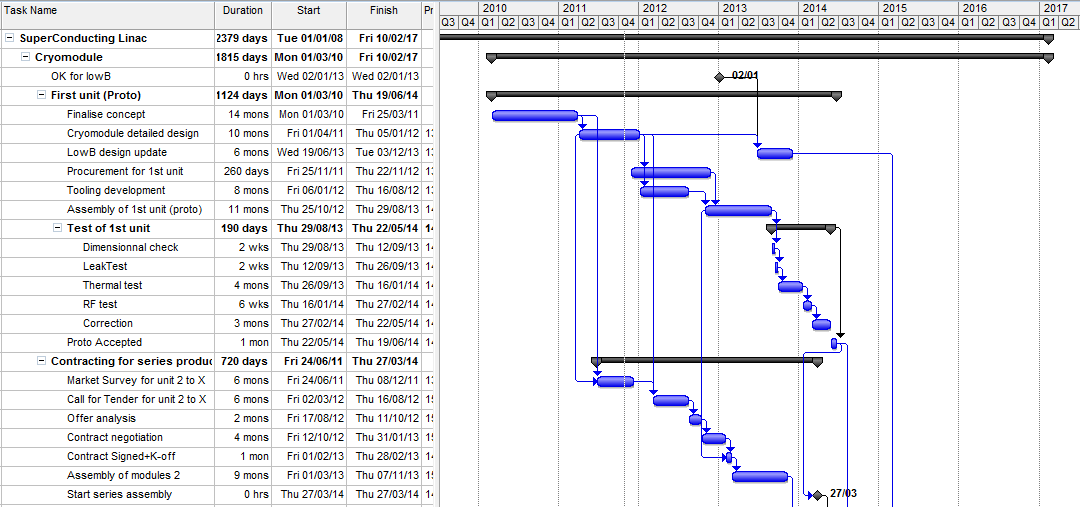 Task Name Duration Start Finish Pr
2010 2011 2012 2013 2014 2015 2016 2017
Q3 Q4 Q1 Q2 Q3 Q4 Q1 Q2 Q3 Q4 Q1 Q2 Q3 Q4 Q1 Q2 Q3 Q4 Q1 Q2 Q3 Q4 Q1 Q2 Q3 Q4 Q1 Q2 Q3 Q4 Q1 Q2
SuperConducting Linac 2379 days Tue 01/01/08 Fri 10/02/17
Cryomodule 1815 days Mon 01/03/10 Fri 10/02/17
OK for lowB 0 hrs Wed 02/01/13 Wed 02/01/13 02/01
First unit (Proto) 1124 days Mon 01/03/10 Thu 19/06/14
Finalise concept 14 mons Mon 01/03/10 Fri 25/03/11
Cryomodule detailed design 10 mons Fri 01/04/11 Thu 05/01/12 13
LowB design update 6 mons Wed 19/06/13 Tue 03/12/13 13
Procurement for 1st unit 260 days Fri 25/11/11 Thu 22/11/12 13
Tooling development 8 mons Fri 06/01/12 Thu 16/08/12 13
Assembly of 1st unit (proto) 11 mons Thu 25/10/12 Thu 29/08/13 14
Test of 1st unit 190 days Thu 29/08/13 Thu 22/05/14 14
Dimensionnal check 2 wks Thu 29/08/13 Thu 12/09/13 14
LeakTest 2 wks Thu 12/09/13 Thu 26/09/13 14
Thermal test 4 mons Thu 26/09/13 Thu 16/01/14 14
RF test 6 wks Thu 16/01/14 Thu 27/02/14 14
Correction 3 mons Thu 27/02/14 Thu 22/05/14 14
Proto Accepted 1 mon Thu 22/05/14 Thu 19/06/14 14
Contracting for series produc 720 days Fri 24/06/11 Thu 27/03/14
Market Survey for unit 2 to X 6 mons Fri 24/06/11 Thu 08/12/11 13
Call for Tender for unit 2 to X 6 mons Fri 02/03/12 Thu 16/08/12 15
Offer analysis 2 mons Fri 17/08/12 Thu 11/10/12 15
Contract negotiation 4 mons Fri 12/10/12 Thu 31/01/13 15
Contract Signed+K-off 1 mon Fri 01/02/13 Thu 28/02/13 14
Assembly of modules 2 9 mons Fri 01/03/13 Thu 07/11/13 15
Start series assembly 0 hrs Thu 27/03/14 Thu 27/03/14 14 27/03